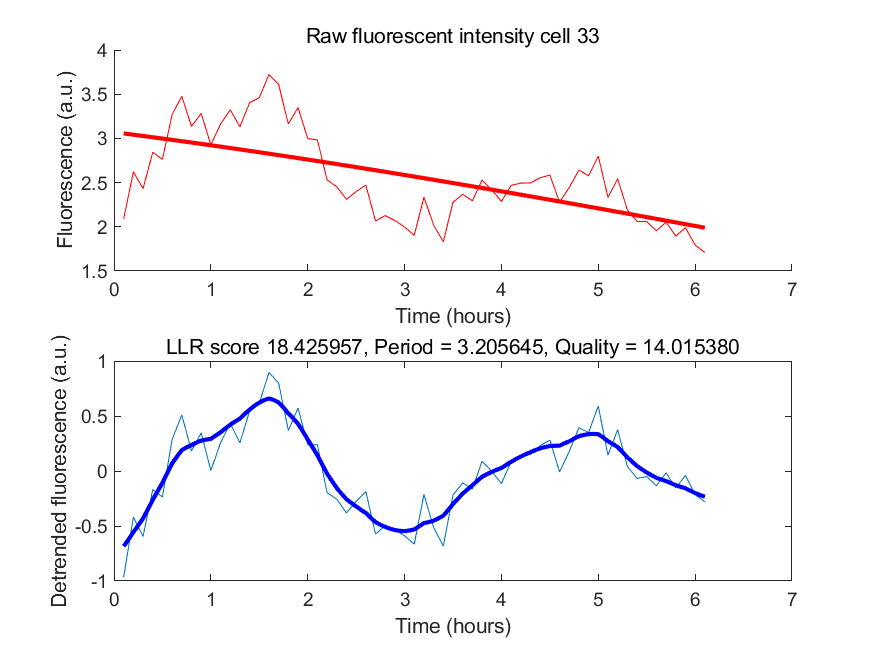 Raw fluorescent intensity cell 33
4
3.5
3
2.5
2
1.5
Fluorescence (a.u.)
0 1 2 3 4 5 6 7
Time (hours)
LLR score 18.425957, Period = 3.205645, Quality = 14.015380
1
0.5
0
-0.5
-1
Detrended fluorescence (a.u.)
0 1 2 3 4 5 6 7
Time (hours)